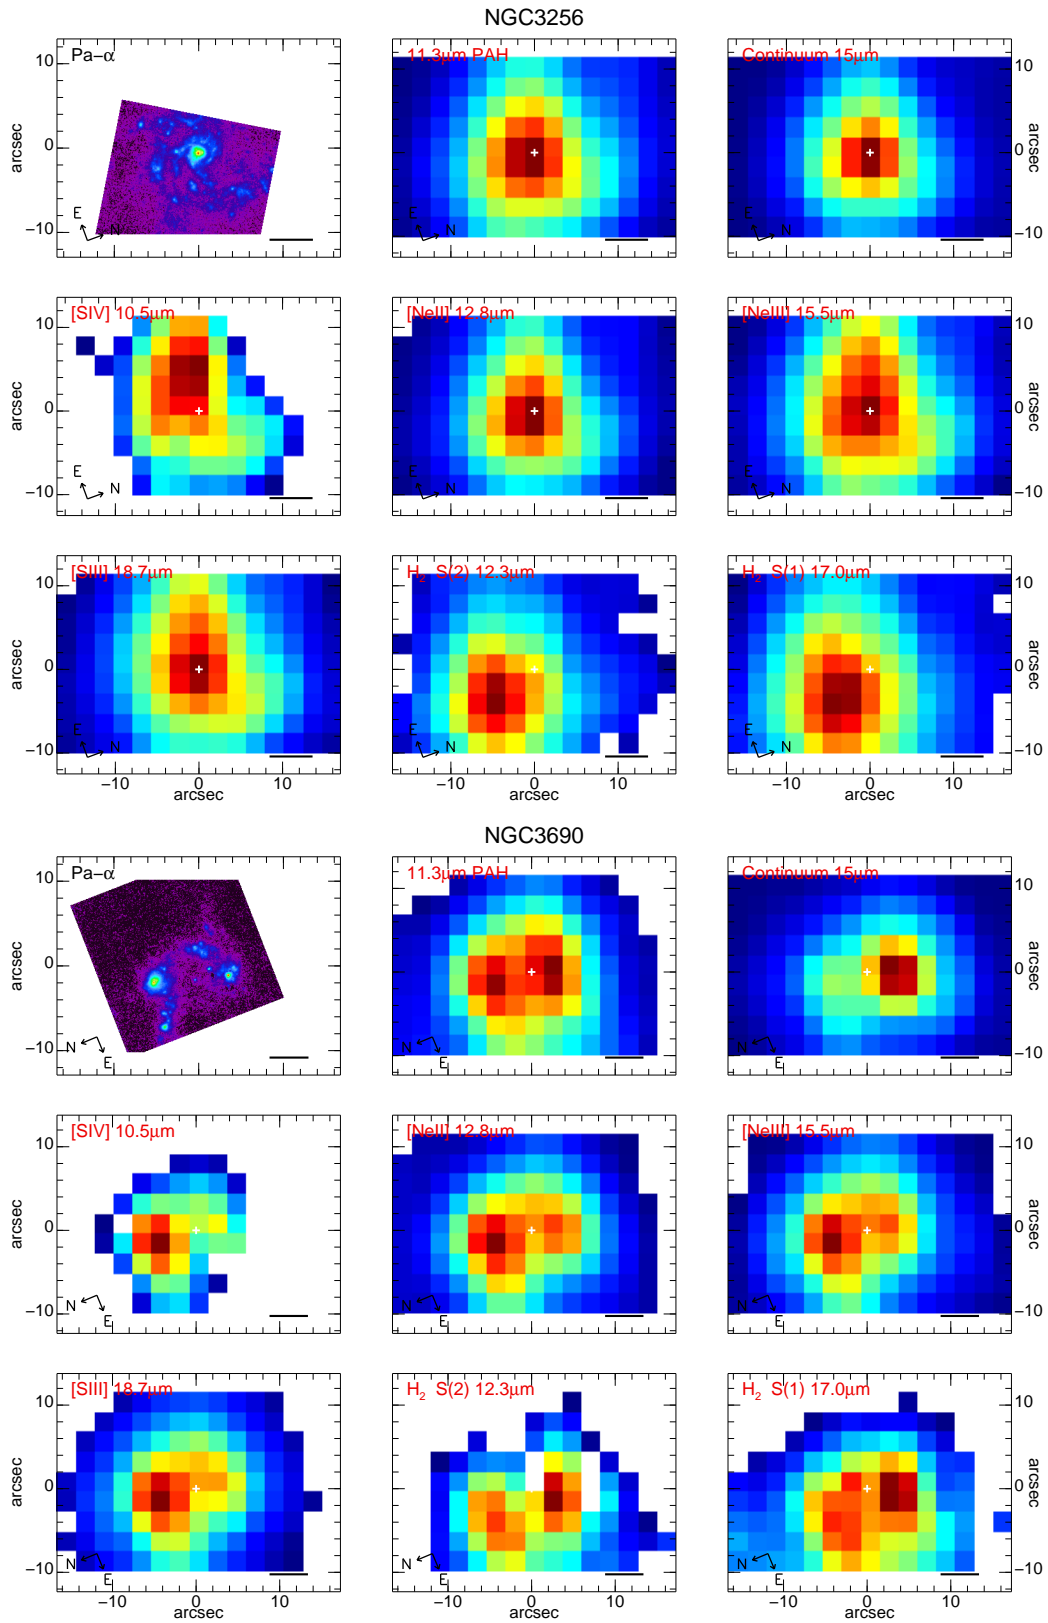 NGC3256
Pa−α
11.3μm PAH
Continuum 15μm
10
0
−10
arcsec
E
N
E
N
E
N
10
0
−10
arcsec
[SIV] 10.5μm
[NeII] 12.8μm
[NeIII] 15.5μm
10
0
−10
arcsec
E
N
E
N
E
N
10
0
−10
arcsec
[SIII] 18.7μm
H₂ S(2) 12.3μm
H₂ S(1) 17.0μm
10
0
−10
arcsec
E
N
E
N
E
N
10
0
−10
arcsec
−10 0 10
−10 0 10
−10 0 10
arcsec
arcsec
arcsec
NGC3690
Pa−α
11.3μm PAH
Continuum 15μm
10
0
−10
arcsec
N
E
N
E
N
E
10
0
−10
arcsec
[SIV] 10.5μm
[NeII] 12.8μm
[NeIII] 15.5μm
10
0
−10
arcsec
N
E
N
E
N
E
10
0
−10
arcsec
[SIII] 18.7μm
H₂ S(2) 12.3μm
H₂ S(1) 17.0μm
10
0
−10
arcsec
N
E
N
E
N
E
10
0
−10
arcsec
−10 0 10
−10 0 10
−10 0 10
arcsec
arcsec
arcsec